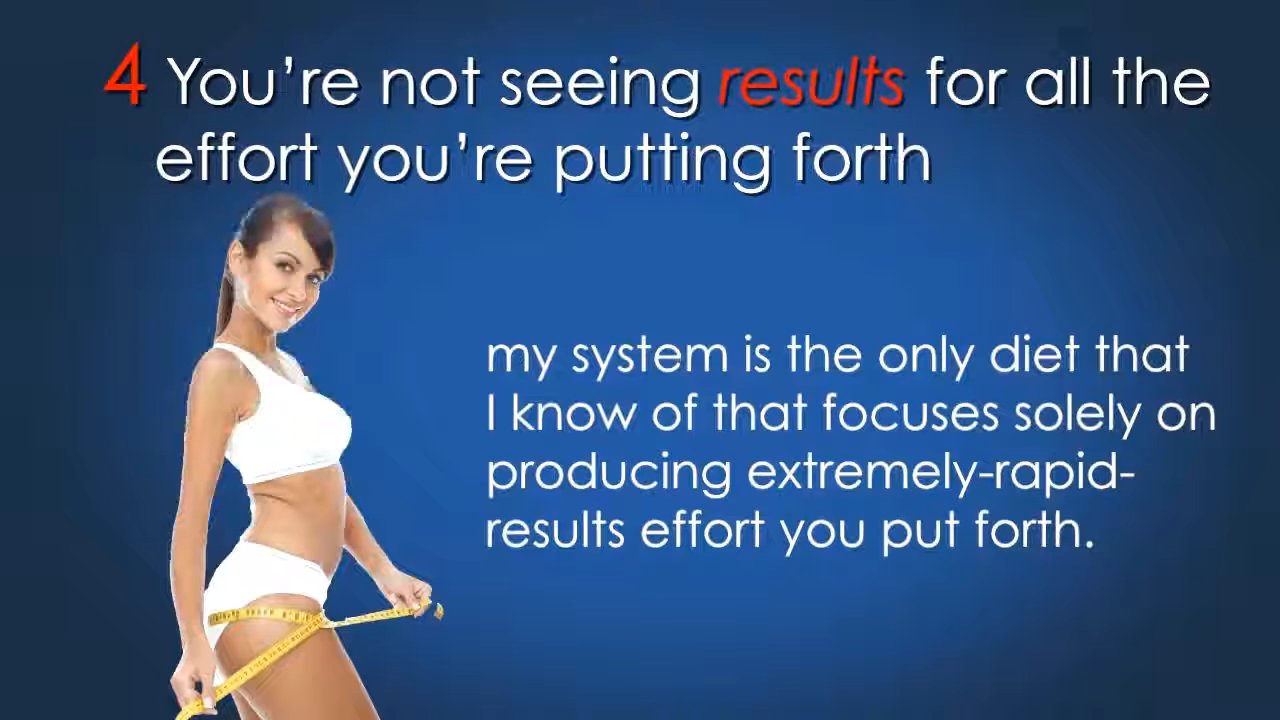 4 You’re not seeing results for all the
effort you’re putting forth
my system is the only diet that
I know of that focuses solely on
producing extremely-rapid-
results effort you put forth.